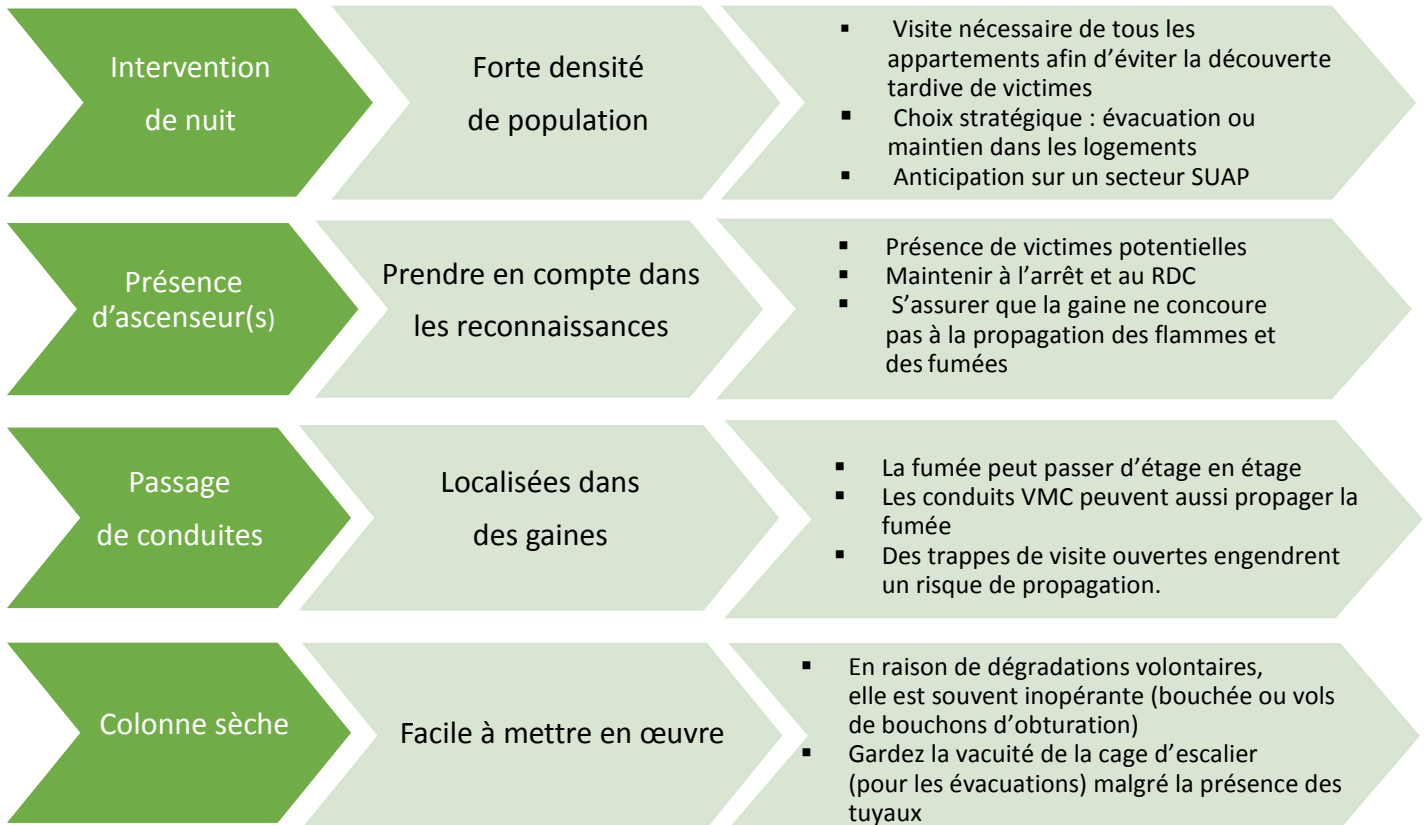 Intervention
de nuit
Forte densité
de population
▪ Visite nécessaire de tous les
appartements afin d’éviter la découverte
tardive de victimes
▪ Choix stratégique : évacuation ou
maintien dans les logements
▪ Anticipation sur un secteur SUAP
Présence
d’ascenseur(s)
Prendre en compte dans
les reconnaissances
▪ Présence de victimes potentielles
▪ Maintenir à l’arrêt et au RDC
▪ S’assurer que la gaine ne concoure
pas à la propagation des flammes et
des fumées
Passage
de conduites
Localisées dans
des gaines
▪ La fumée peut passer d’étage en étage
▪ Les conduits VMC peuvent aussi propager la
fumée
▪ Des trappes de visite ouvertes engendrent
un risque de propagation.
Colonne sèche
Facile à mettre en œuvre
▪ En raison de dégradations volontaires,
elle est souvent inopérante (bouchée ou vols
de bouchons d’obturation)
▪ Gardez la vacuité de la cage d’escalier
(pour les évacuations) malgré la présence des
tuyaux